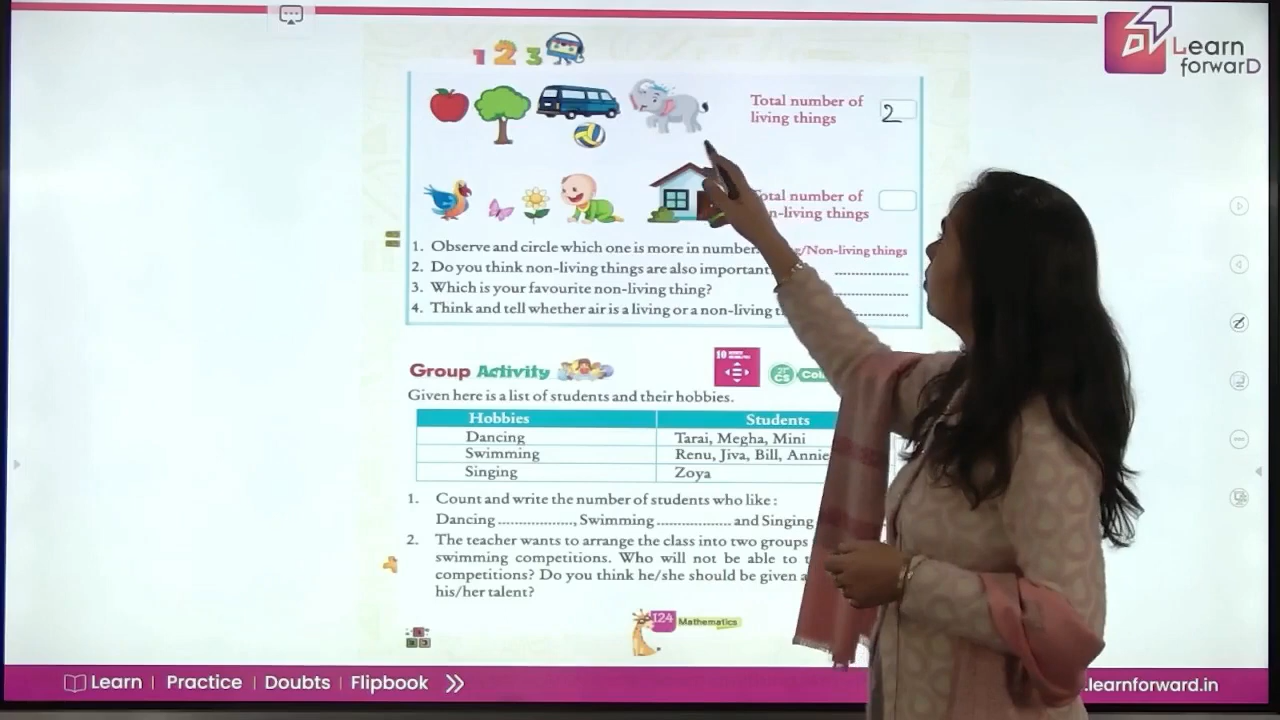 Learn
forwarD
1 2 3
Total number of
living things
2
Total number of
n-living things
1. Observe and circle which one is more in number. /Non-living things
2. Do you think non-living things are also important ....................
3. Which is your favourite non-living thing? ....................
4. Think and tell whether air is a living or a non-living ....................
Group Activity
10
CS
Given here is a list of students and their hobbies.
Hobbies Students
Dancing Tarai, Megha, Mini
Swimming Renu, Jiva, Bill, Annie
Singing Zoya
1. Count and write the number of students who like :
Dancing ...................., Swimming .................... and Singing
2. The teacher wants to arrange the class into two groups
swimming competitions. Who will not be able to
competitions? Do you think he/she should be given a
his/her talent?
124 Mathematics
Learn | Practice | Doubts | Flipbook
.learnforward.in